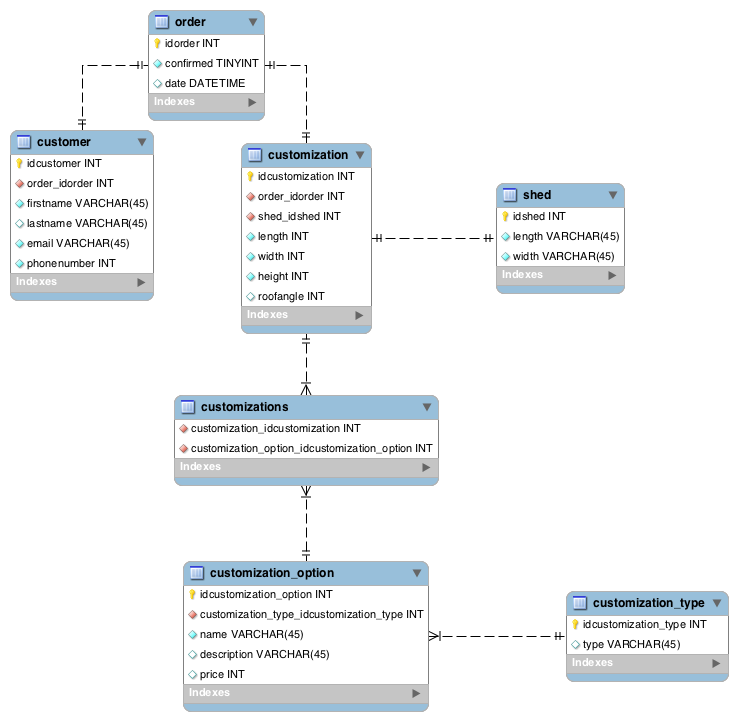 order
idorder INT
confirmed TINYINT
date DATETIME
Indexes
customer
idcustomer INT
order_idorder INT
firstname VARCHAR(45)
lastname VARCHAR(45)
email VARCHAR(45)
phonenumber INT
Indexes
customization
idcustomization INT
order_idorder INT
shed_idshed INT
length INT
width INT
height INT
roofangle INT
Indexes
shed
idshed INT
length VARCHAR(45)
width VARCHAR(45)
Indexes
customizations
customization_idcustomization INT
customization_option_idcustomization_option INT
Indexes
customization_option
idcustomization_option INT
customization_type_idcustomization_type INT
name VARCHAR(45)
description VARCHAR(45)
price INT
Indexes
customization_type
idcustomization_type INT
type VARCHAR(45)
Indexes